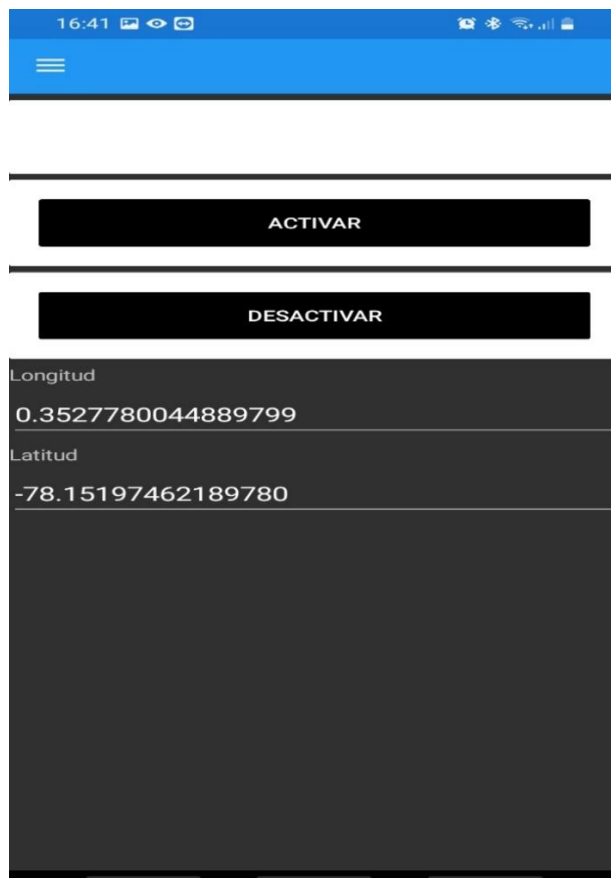 16:41
ACTIVAR
DESACTIVAR
Longitud
0.3527780044889799
Latitud
-78.15197462189780